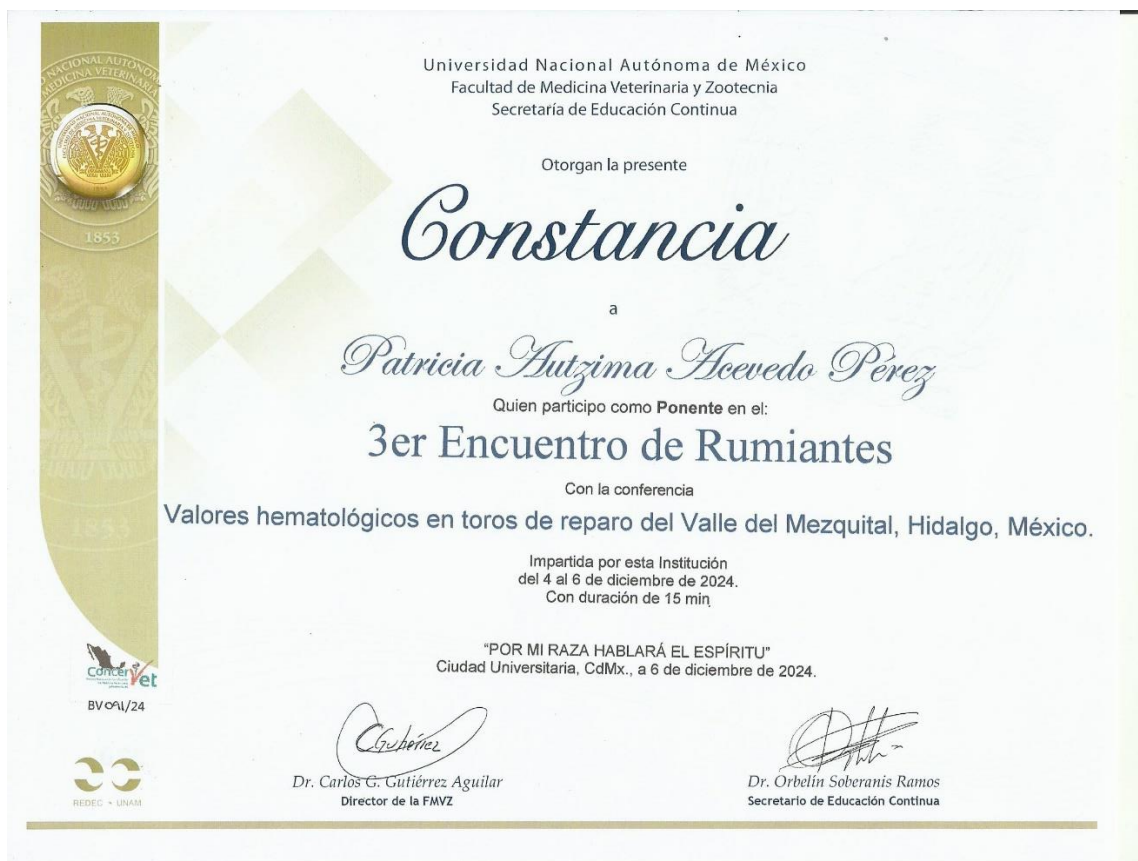 Universidad Nacional Autónoma de México
Facultad de Medicina Veterinaria y Zootecnia
Secretaría de Educación Continua
Otorgan la presente
Constancia
a
Patricia Autzima Acevedo Pérez
Quien participo como Ponente en el:
3er Encuentro de Rumiantes
Con la conferencia
Valores hematológicos en toros de reparo del Valle del Mezquital, Hidalgo, México.
Impartida por esta Institución
del 4 al 6 de diciembre de 2024.
Con duración de 15 min.
"POR MI RAZA HABLARÁ EL ESPÍRITU"
Ciudad Universitaria, CdMx., a 6 de diciembre de 2024.
1853
1853
ConcerVet
BV 091/24
REDEC - UNAM
CGutiérrez
Dr. Carlos G. Gutiérrez Aguilar
Director de la FMVZ
Dr. Orbelín Soberanis Ramos
Secretario de Educación Continua